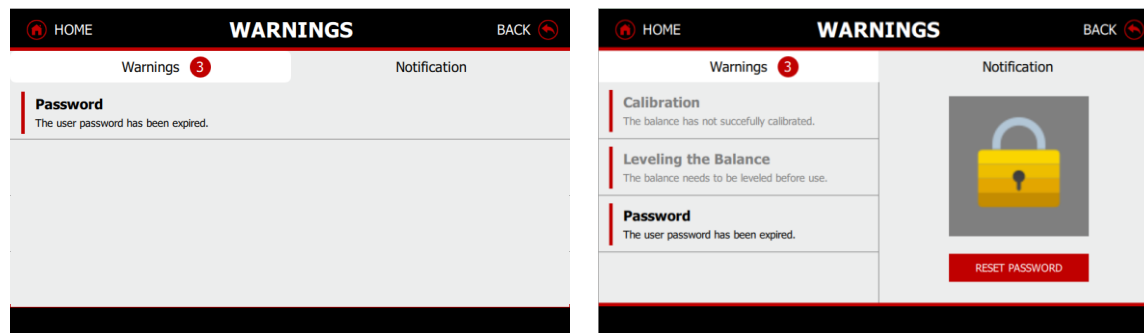 HOME WARNINGS BACK
Warnings 3 Notification
Password
The user password has been expired.
HOME WARNINGS BACK
Warnings 3 Notification
Calibration
The balance has not succefully calibrated.
Leveling the Balance
The balance needs to be leveled before use.
Password
The user password has been expired.
RESET PASSWORD